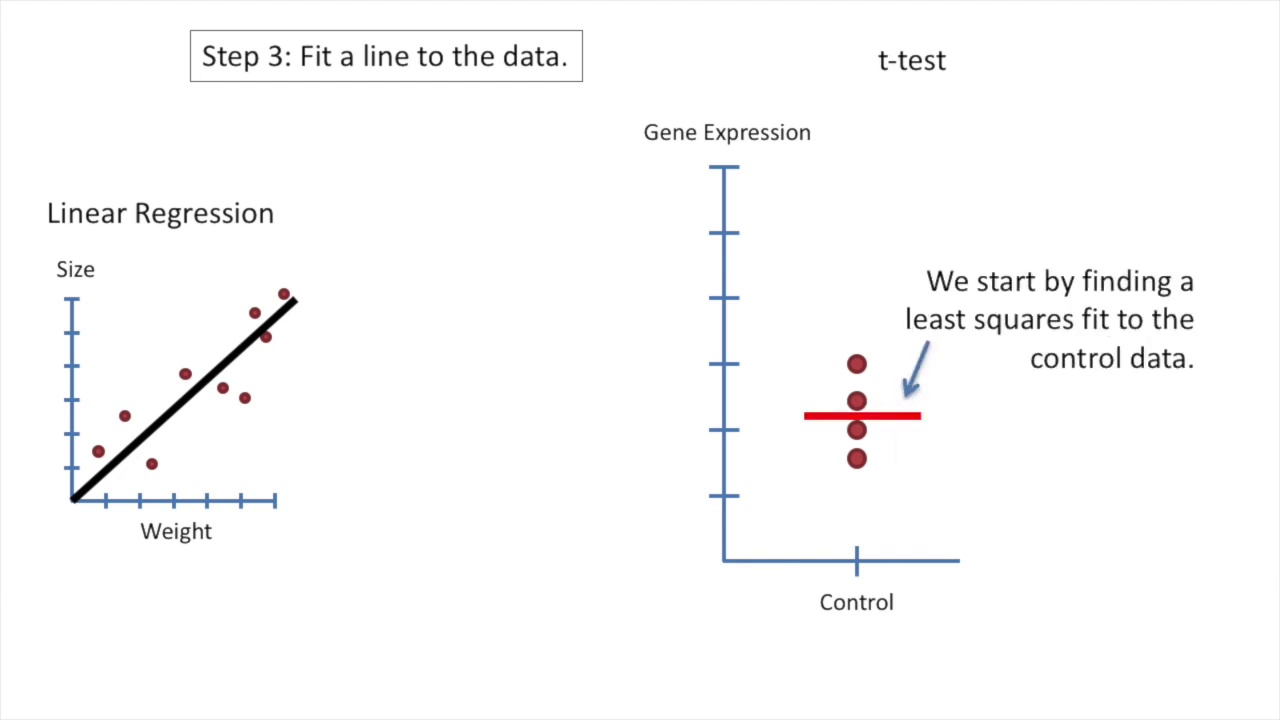 Step 3: Fit a line to the data.
t-test
Gene Expression
Linear Regression
Size
We start by finding a
least squares fit to the
control data.
Weight
Control